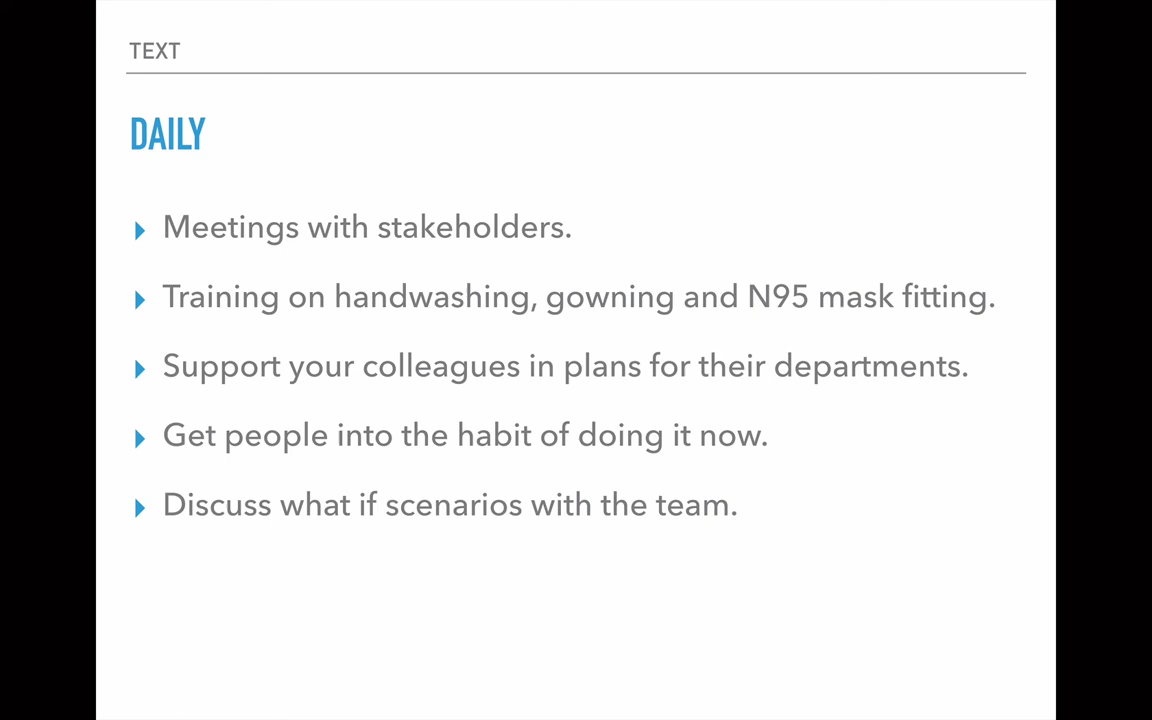 TEXT
DAILY
Meetings with stakeholders.
Training on handwashing, gowning and N95 mask fitting.
Support your colleagues in plans for their departments.
Get people into the habit of doing it now.
Discuss what if scenarios with the team.